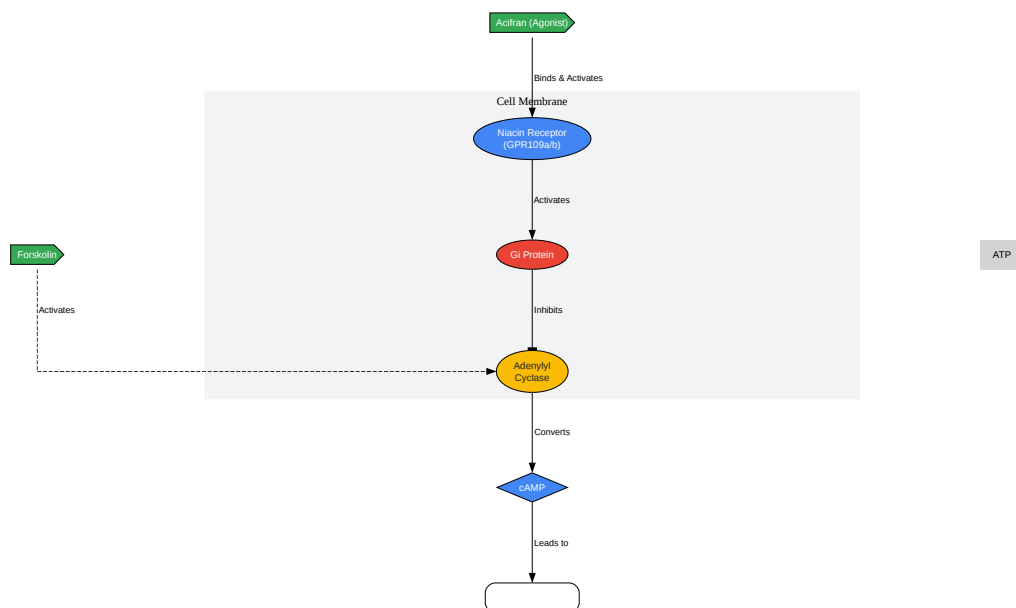 Acifran (Agonist)
Binds & Activates
Cell Membrane
Niacin Receptor
(GPR109a/b)
Activates
Forskolin
Gi Protein
ATP
Activates
Inhibits
Adenylyl
Cyclase
Converts
cAMP
Leads to